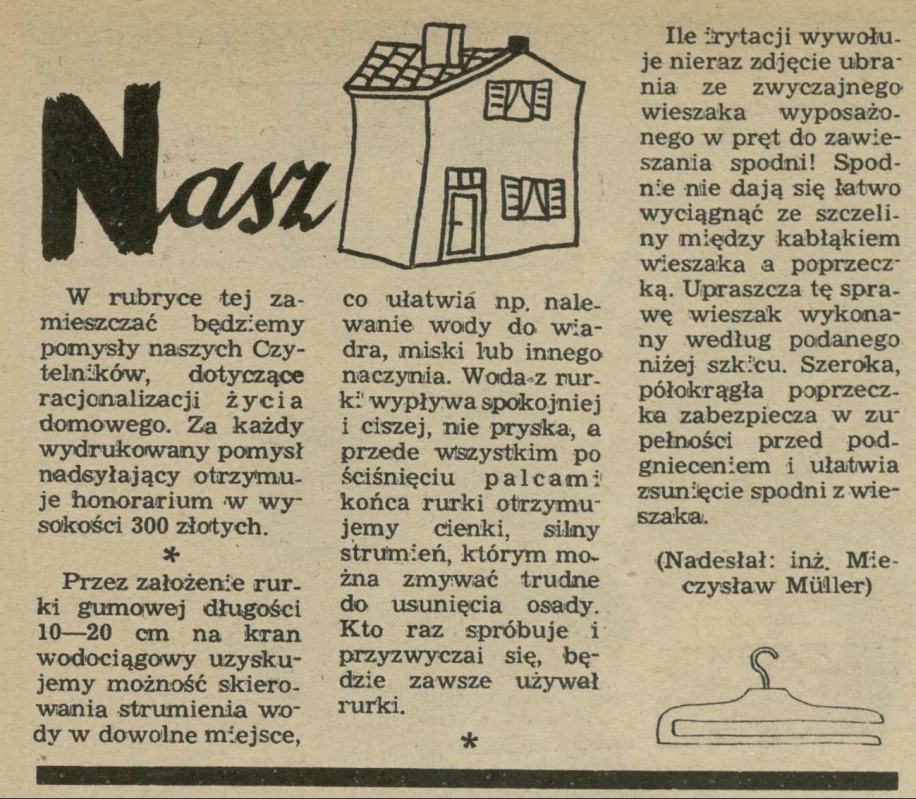 Nasz
W rubryce tej za-
mieszczać będziemy
pomysły naszych Czy-
telników, dotyczące
racjonalizacji życia
domowego. Za każdy
wydrukowany pomysł
nadsyłający otrzymu-
je honorarium w wy-
sokości 300 złotych.
*
Przez założenie rur-
ki gumowej długości
10—20 cm na kran
wodociągowy uzysku-
jemy możność skiero-
wania strumienia wo-
dy w dowolne miejsce,
co ułatwia np. nale-
wanie wody do wia-
dra, miski lub innego
naczynia. Woda z rur-
ki wypływa spokojniej
i ciszej, nie pryska, a
przede wszystkim po
ściśnięciu palcami
końca rurki otrzymu-
jemy cienki, silny
strumień, którym mo-
żna zmywać trudne
do usunięcia osady.
Kto raz spróbuje i
przyzwyczai się, bę-
dzie zawsze używał
rurki.
*
Ile irytacji wywołu-
je nieraz zdjęcie ubra-
nia ze zwyczajnego
wieszaka wyposażo-
nego w pręt do zawie-
szania spodni! Spod-
nie nie dają się łatwo
wyciągnąć ze szczeli-
ny między kabłąkiem
wieszaka a poprzecz-
ką. Upraszcza tę spra-
wę wieszak wykona-
ny według podanego
niżej szkicu. Szeroka,
półokrągła poprzecz-
ka zabezpiecza w zu-
pełności przed pod-
gnieceniem i ułatwia
zsunięcie spodni z wie-
szaka.
(Nadesłał: inż. Mie-
czysław Müller)